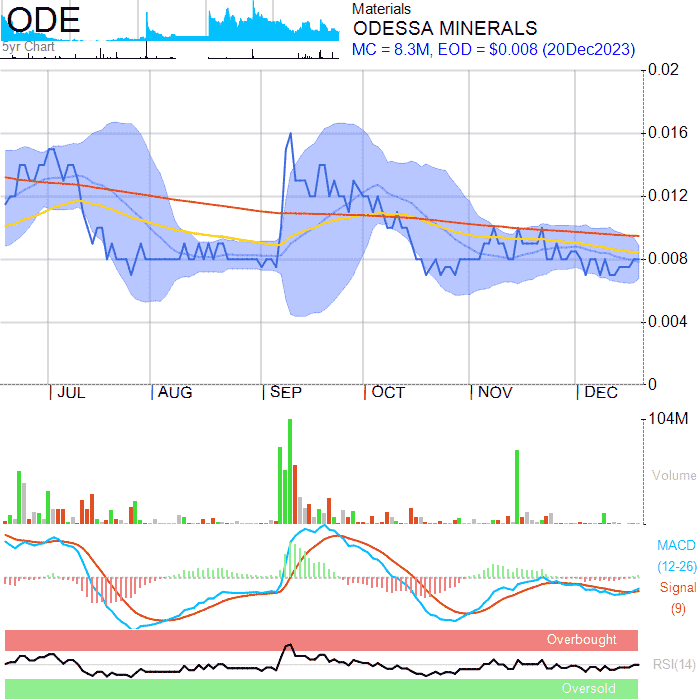 ODE
5yr Chart
Materials
ODESSA MINERALS
MC = 8.3M, EOD = $0.008 (20Dec2023)
0.02
0.016
0.012
0.008
0.004
0
JUL AUG SEP OCT NOV DEC
104M
Volume
MACD
(12-26)
Signal
(9)
Overbought
RSI(14)
Oversold